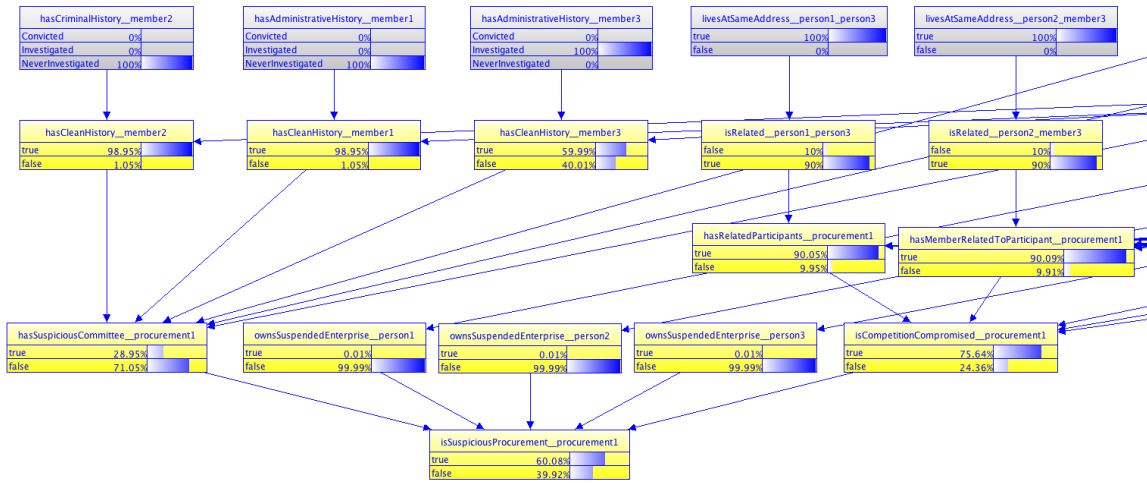 hasCriminalHistory__member2
Convicted 0%
Investigated 0%
NeverInvestigated 100%
hasAdministrativeHistory__member1
Convicted 0%
Investigated 0%
NeverInvestigated 100%
hasAdministrativeHistory__member3
Convicted 0%
Investigated 100%
NeverInvestigated 0%
livesAtSameAddress__person1_person3
true 100%
false 0%
livesAtSameAddress__person2_member3
true 100%
false 0%
hasCleanHistory__member2
true 98.95%
false 1.05%
hasCleanHistory__member1
true 98.95%
false 1.05%
hasCleanHistory__member3
true 59.99%
false 40.01%
isRelated__person1_person3
false 10%
true 90%
isRelated__person2_member3
false 10%
true 90%
hasRelatedParticipants__procurement1
true 90.05%
false 9.95%
hasMemberRelatedToParticipant__procurement1
true 90.09%
false 9.91%
hasSuspiciousCommittee__procurement1
true 28.95%
false 71.05%
ownsSuspendedEnterprise__person1
true 0.01%
false 99.99%
ownsSuspendedEnterprise__person2
true 0.01%
false 99.99%
ownsSuspendedEnterprise__person3
true 0.01%
false 99.99%
isCompetitionCompromised__procurement1
true 75.64%
false 24.36%
isSuspiciousProcurement__procurement1
true 60.08%
false 39.92%